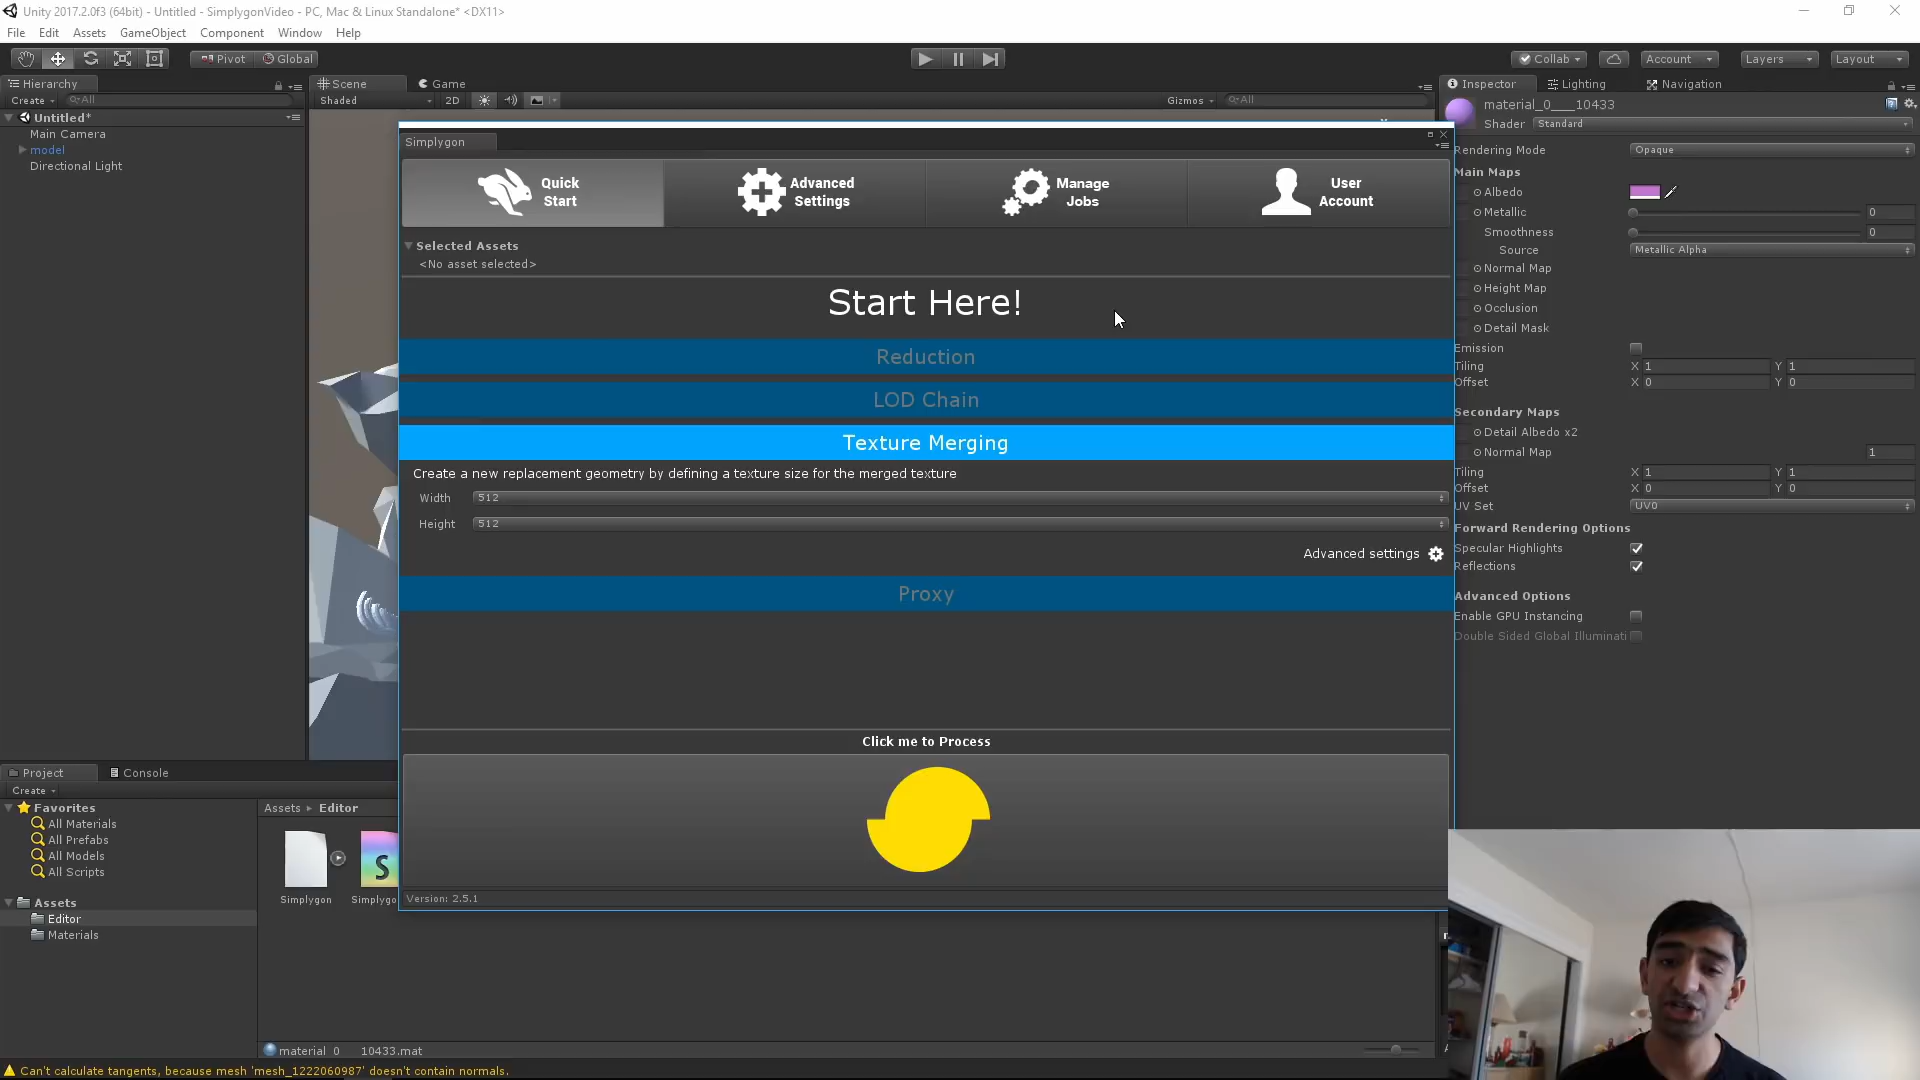 Unity 2017.2.0f3 (64bit) - Untitled - SimplygonVideo - PC, Mac & Linux Standalone* <DX11>
File Edit Assets GameObject Component Window Help
Pivot Global Collab Account Layers Layout
Hierarchy
Create All
Untitled*
Main Camera
model
Directional Light
Scene Game
Shaded 2D Gizmos All
Simplygon
Quick Start
Advanced Settings
Manage Jobs
User Account
Selected Assets
<No asset selected>
Start Here!
Reduction
LOD Chain
Texture Merging
Create a new replacement geometry by defining a texture size for the merged texture
Width 512
Height 512
Advanced settings
Proxy
Click me to Process
Version: 2.5.1
Inspector Lighting Navigation
material_0____10433
Shader Standard
Rendering Mode Opaque
Main Maps
Albedo
Metallic 0
Smoothness 0
Source Metallic Alpha
Normal Map
Height Map
Occlusion
Detail Mask
Emission
Tiling X 1 Y 1
Offset X 0 Y 0
Secondary Maps
Detail Albedo x2
Normal Map 1
Tiling X 1 Y 1
Offset X 0 Y 0
UV Set UV0
Forward Rendering Options
Specular Highlights
Reflections
Advanced Options
Enable GPU Instancing
Double Sided Global Illuminati
Project Console
Create
Favorites
All Materials
All Prefabs
All Models
All Scripts
Assets
Editor
Materials
Assets Editor
Simplygon Simplygo
material_0____10433.mat
Can't calculate tangents, because mesh 'mesh_1222060987' doesn't contain normals.